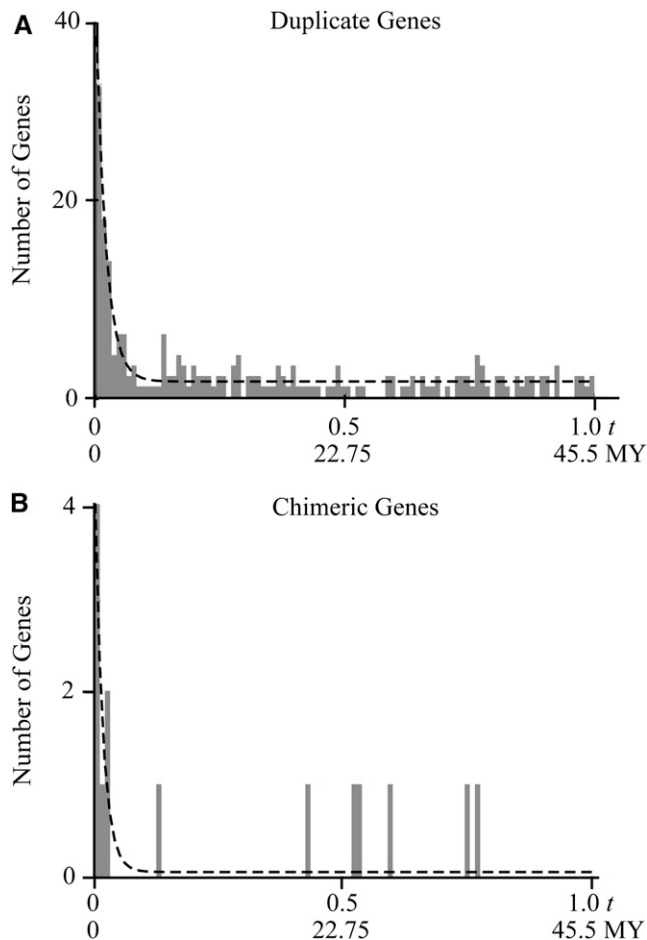 A
Duplicate Genes
Number of Genes
40
20
0
0 0.5 1.0 t
0 22.75 45.5 MY
B
Chimeric Genes
Number of Genes
4
2
0
0 0.5 1.0 t
0 22.75 45.5 MY